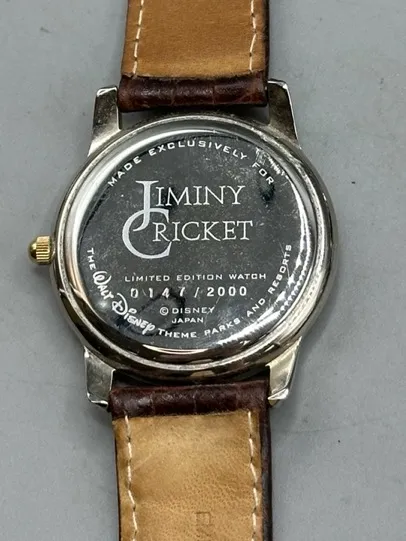 MADE EXCLUSIVELY FOR
JIMINY
CRICKET
LIMITED EDITION WATCH
0147/2000
© DISNEY
JAPAN
THE WALT DISNEY THEME PARKS AND RESORTS